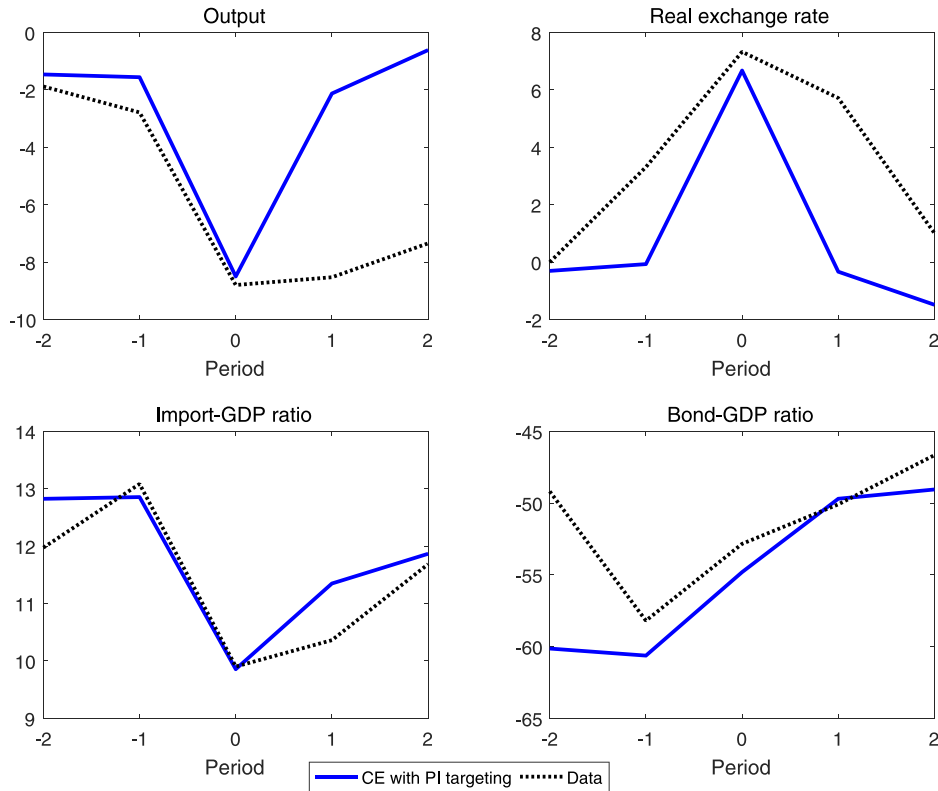 Output
0
-2
-4
-6
-8
-10
-2 -1 0 1 2
Period
Real exchange rate
8
6
4
2
0
-2
-2 -1 0 1 2
Period
Import-GDP ratio
14
13
12
11
10
9
-2 -1 0 1 2
Period
Bond-GDP ratio
-45
-50
-55
-60
-65
-2 -1 0 1 2
Period
CE with PI targeting Data